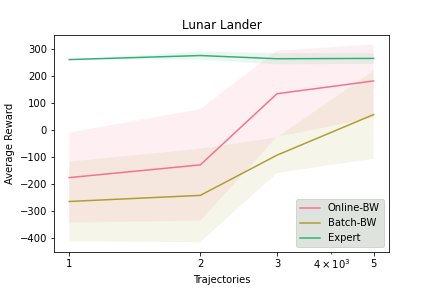 Lunar Lander
Average Reward
300
200
100
0
−100
−200
−300
−400
Online-BW
Batch-BW
Expert
1
2
3
4 × 10³
5
Trajectories